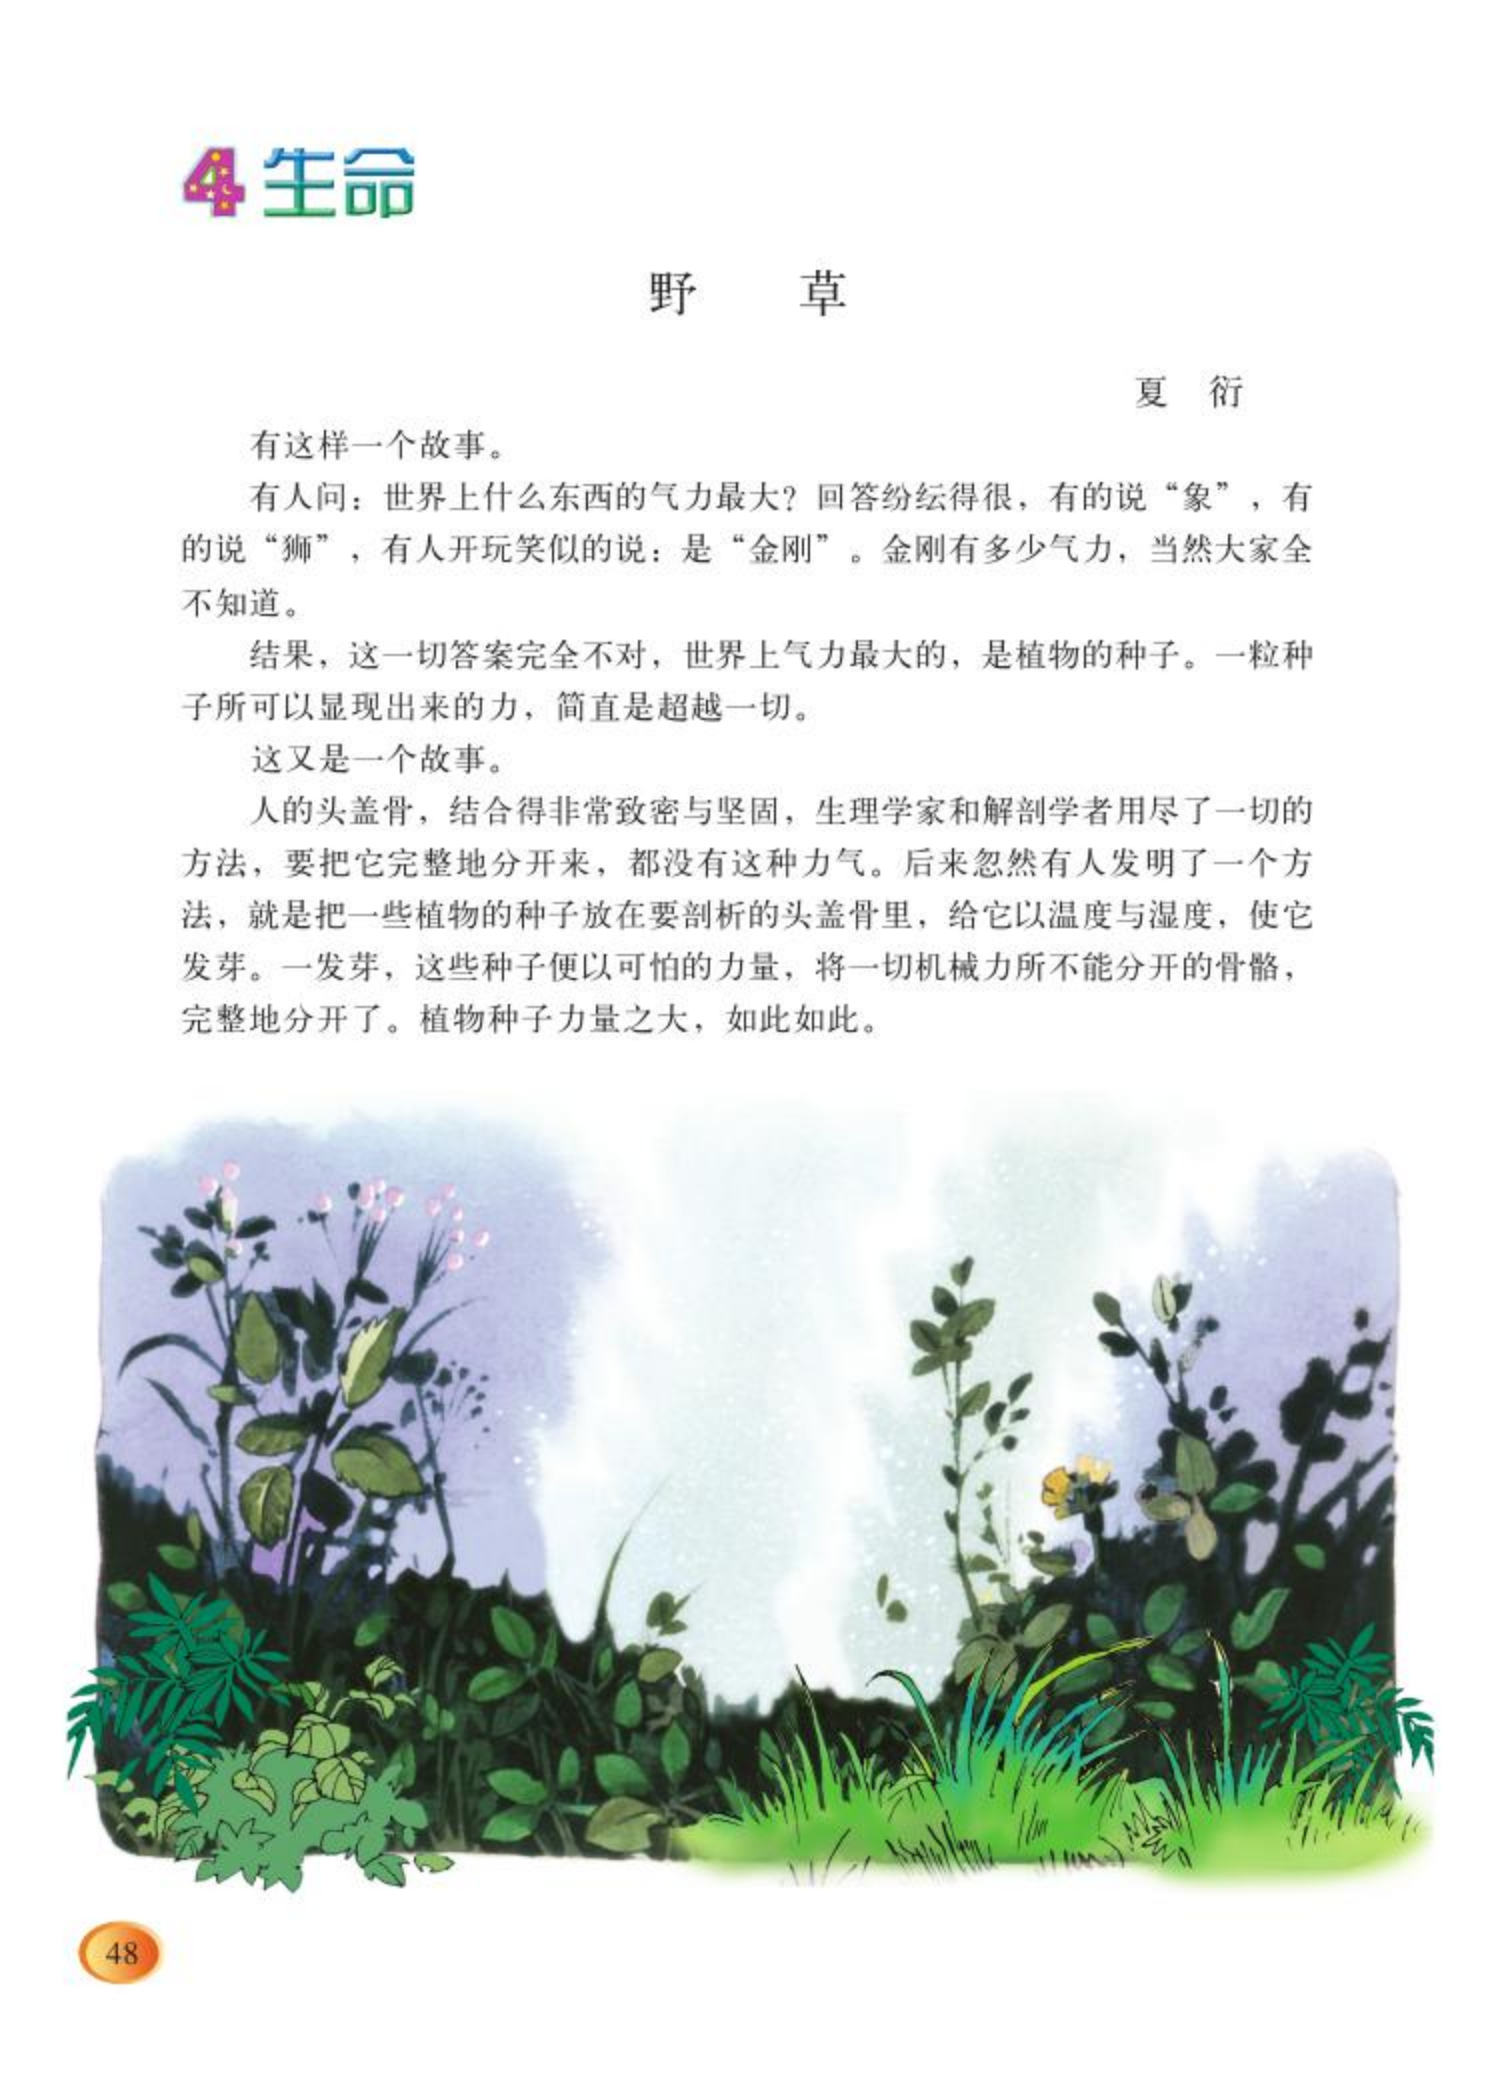 4 生命
野 草
夏 衍
有这样一个故事。
有人问：世界上什么东西的气力最大？回答纷纭得很，有的说“象”，有
的说“狮”，有人开玩笑似的说：是“金刚”。金刚有多少气力，当然大家全
不知道。
结果，这一切答案完全不对，世界上气力最大的，是植物的种子。一粒种
子所可以显现出来的力，简直是超越一切。
这又是一个故事。
人的头盖骨，结合得非常致密与坚固，生理学家和解剖学者用尽了一切的
方法，要把它完整地分开来，都没有这种力气。后来忽然有人发明了一个方
法，就是把一些植物的种子放在要剖析的头盖骨里，给它以温度与湿度，使它
发芽。一发芽，这些种子便以可怕的力量，将一切机械力所不能分开的骨骼，
完整地分开了。植物种子力量之大，如此如此。
48